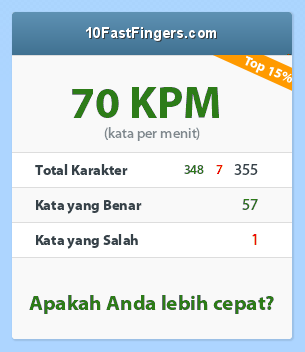 10FastFingers.com
Top 15%
70 KPM
(kata per menit)
Total Karakter 348 7 355
Kata yang Benar 57
Kata yang Salah 1
Apakah Anda lebih cepat?